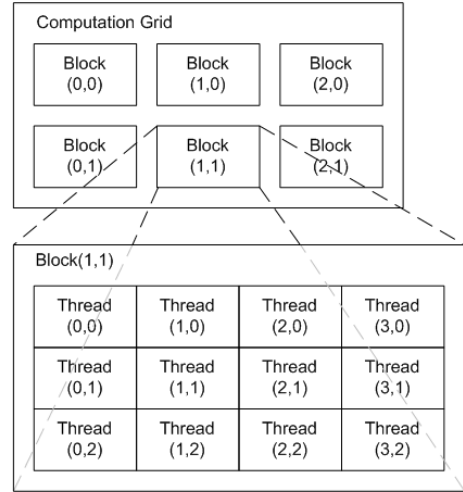 Computation Grid
Block Block Block
(0,0) (1,0) (2,0)
Block Block Block
(0,1) (1,1) (2,1)
Block(1,1)
Thread Thread Thread Thread
(0,0) (1,0) (2,0) (3,0)
Thread Thread Thread Thread
(0,1) (1,1) (2,1) (3,1)
Thread Thread Thread Thread
(0,2) (1,2) (2,2) (3,2)